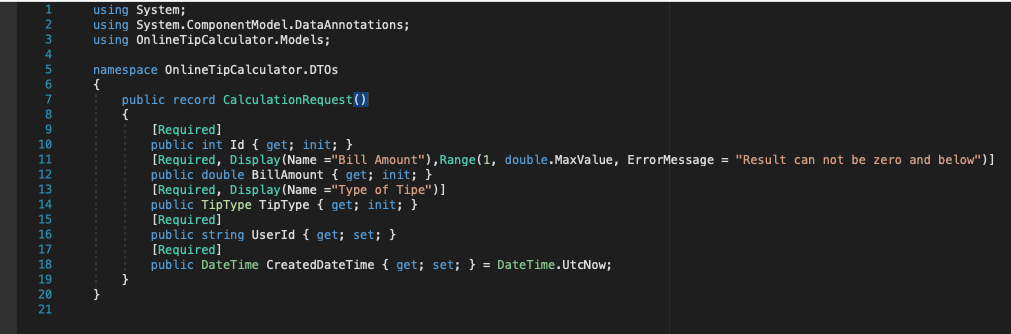 1 using System;
2 using System.ComponentModel.DataAnnotations;
3 using OnlineTipCalculator.Models;
4
5 namespace OnlineTipCalculator.DTOs
6 {
7 public record CalculationRequest()
8 {
9 [Required]
10 public int Id { get; init; }
11 [Required, Display(Name ="Bill Amount"),Range(1, double.MaxValue, ErrorMessage = "Result can not be zero and below")]
12 public double BillAmount { get; init; }
13 [Required, Display(Name ="Type of Tipe")]
14 public TipType TipType { get; init; }
15 [Required]
16 public string UserId { get; set; }
17 [Required]
18 public DateTime CreatedDateTime { get; set; } = DateTime.UtcNow;
19 }
20 }
21